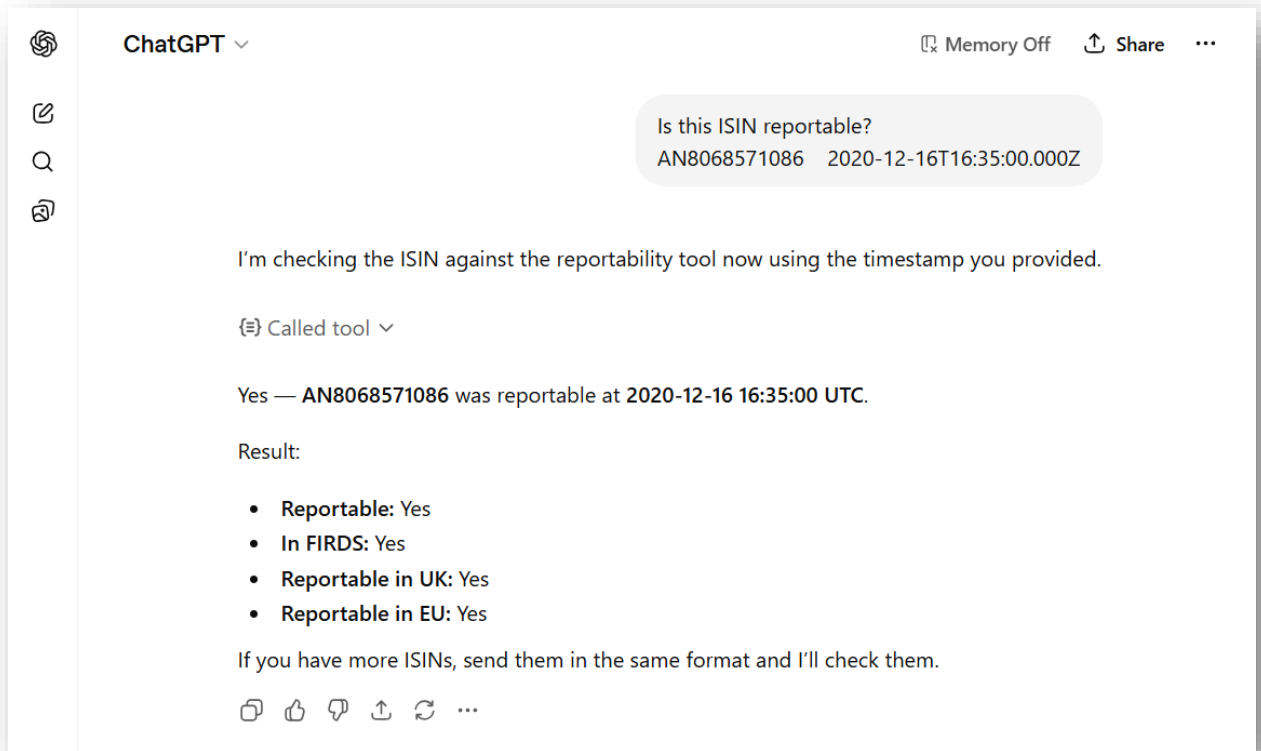 ChatGPT
Memory Off
Share
Is this ISIN reportable?
AN8068571086 2020-12-16T16:35:00.000Z
I'm checking the ISIN against the reportability tool now using the timestamp you provided.
Called tool
Yes — AN8068571086 was reportable at 2020-12-16 16:35:00 UTC.
Result:
• Reportable: Yes
• In FIRDS: Yes
• Reportable in UK: Yes
• Reportable in EU: Yes
If you have more ISINs, send them in the same format and I'll check them.